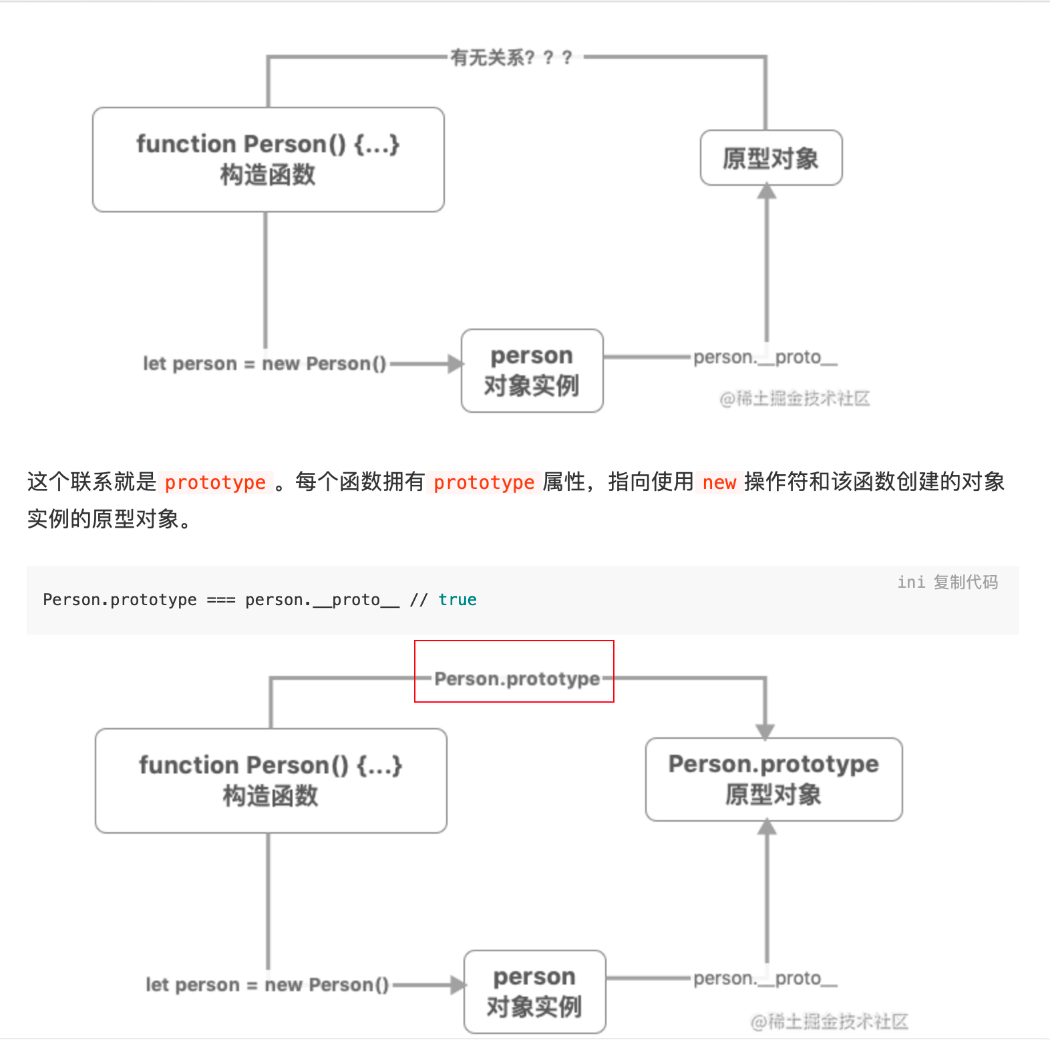 有无关系？？？
function Person() {...}
构造函数
原型对象
let person = new Person()
person
对象实例
person.__proto__
@稀土掘金技术社区
这个联系就是 prototype 。每个函数拥有 prototype 属性，指向使用 new 操作符和该函数创建的对象
实例的原型对象。
ini 复制代码
Person.prototype === person.__proto__ // true
Person.prototype
function Person() {...}
构造函数
Person.prototype
原型对象
let person = new Person()
person
对象实例
person.__proto__
@稀土掘金技术社区